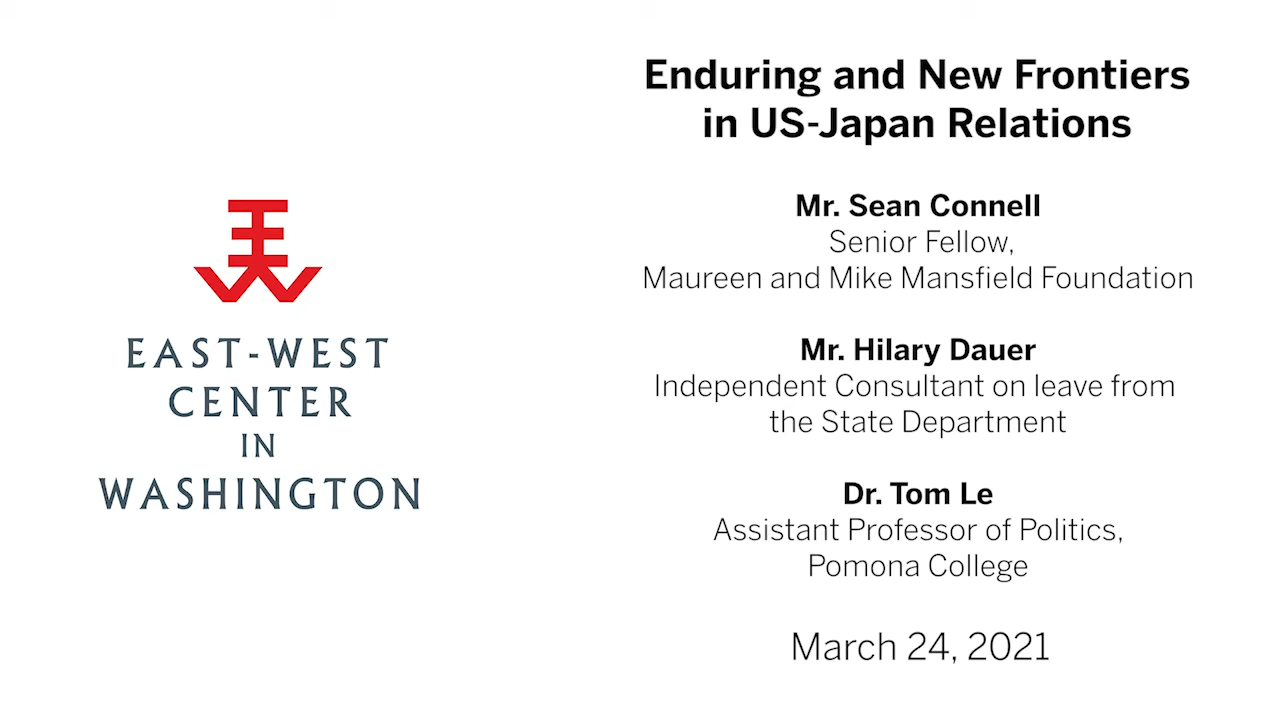 EAST-WEST
CENTER
IN
WASHINGTON
Enduring and New Frontiers
in US-Japan Relations
Mr. Sean Connell
Senior Fellow,
Maureen and Mike Mansfield Foundation
Mr. Hilary Dauer
Independent Consultant on leave from
the State Department
Dr. Tom Le
Assistant Professor of Politics,
Pomona College
March 24, 2021